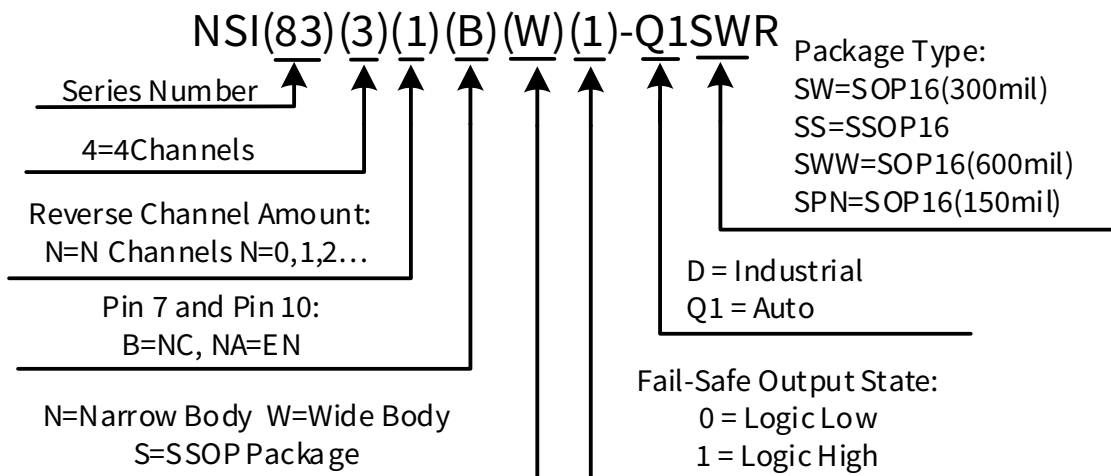 NSI(83)(3)(1)(B)(W)(1)-Q1SWR
Series Number
4=4Channels
Reverse Channel Amount:
N=N Channels N=0,1,2…
Pin 7 and Pin 10:
B=NC, NA=EN
N=Narrow Body W=Wide Body
S=SSOP Package
Package Type:
SW=SOP16(300mil)
SS=SSOP16
SWW=SOP16(600mil)
SPN=SOP16(150mil)
D = Industrial
Q1 = Auto
Fail-Safe Output State:
0 = Logic Low
1 = Logic High